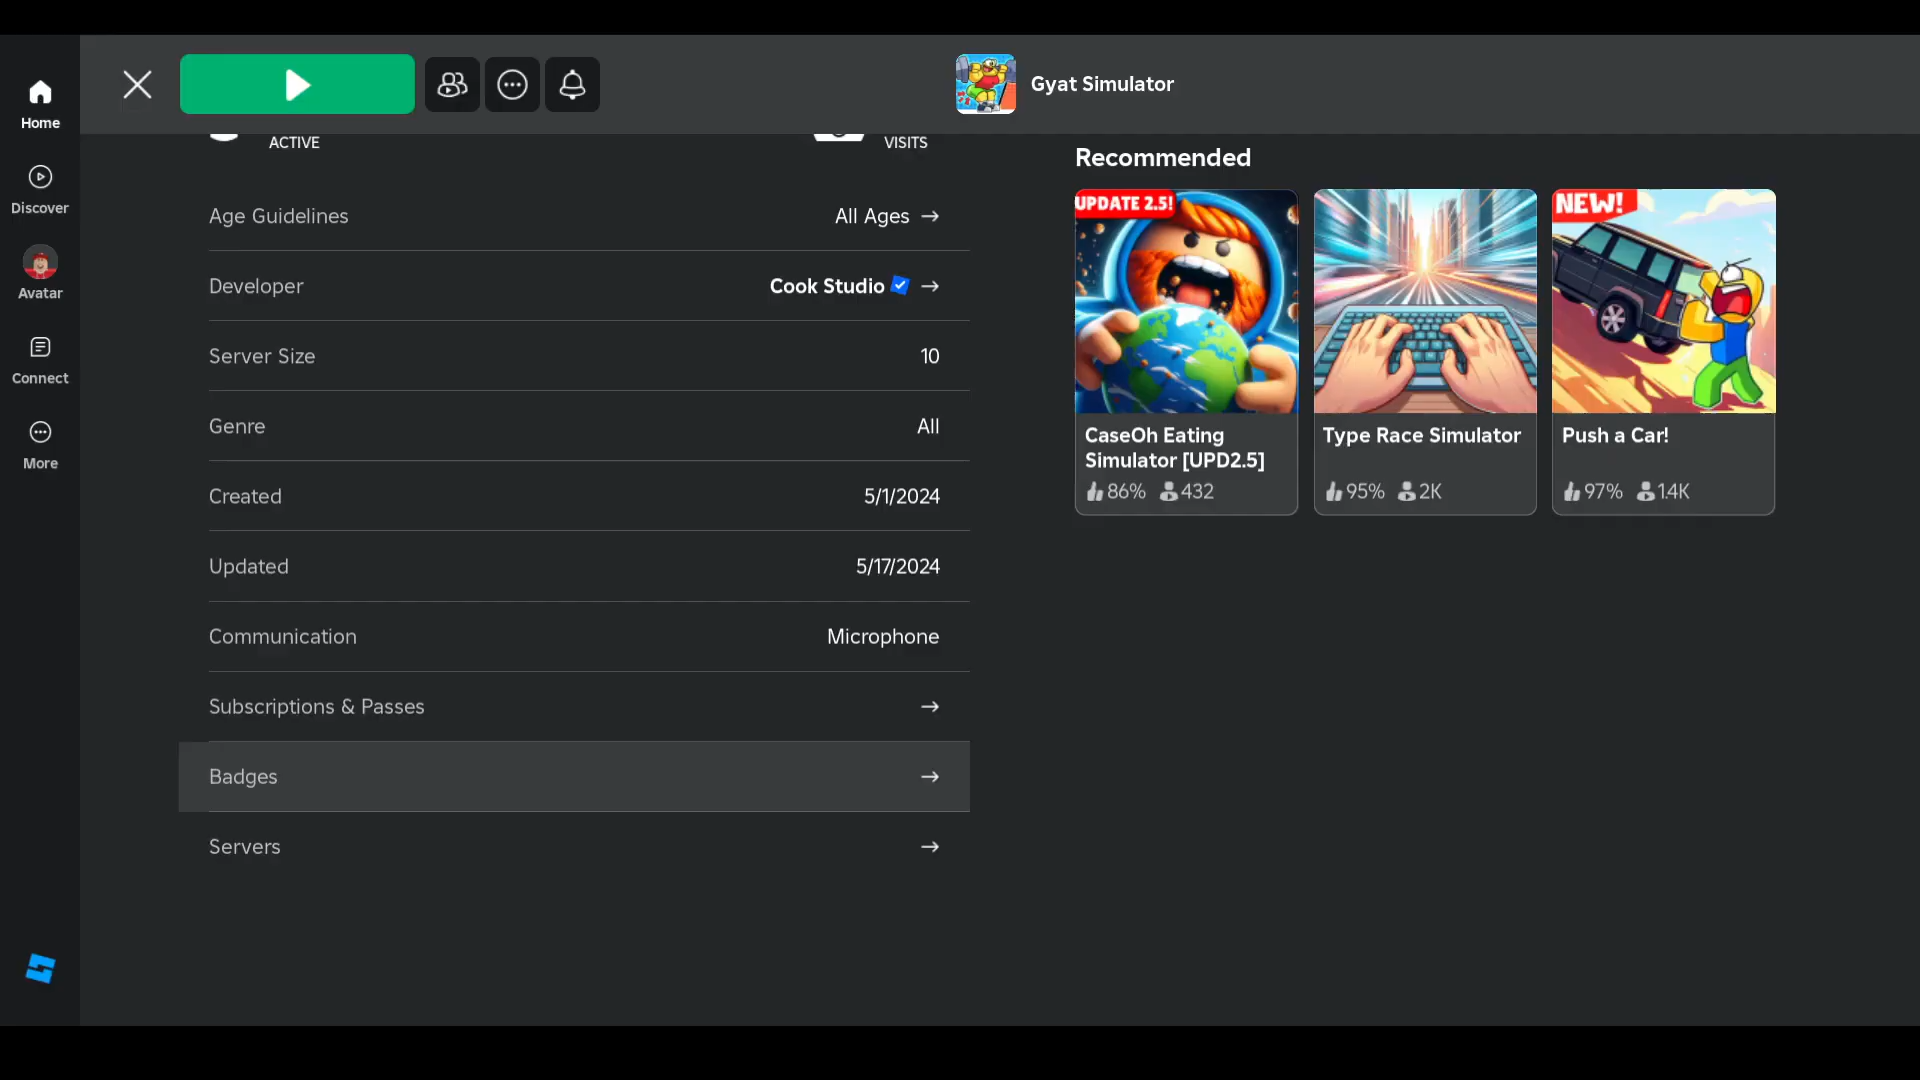 Home
Discover
Avatar
Connect
More
Gyat Simulator
ACTIVE
VISITS
Age Guidelines
All Ages
Developer
Cook Studio
Server Size
10
Genre
All
Created
5/1/2024
Updated
5/17/2024
Communication
Microphone
Subscriptions & Passes
Badges
Servers
Recommended
UPDATE 2.5!
CaseOh Eating
Simulator [UPD2.5]
86% 432
Type Race Simulator
95% 2K
NEW!
Push a Car!
97% 1.4K